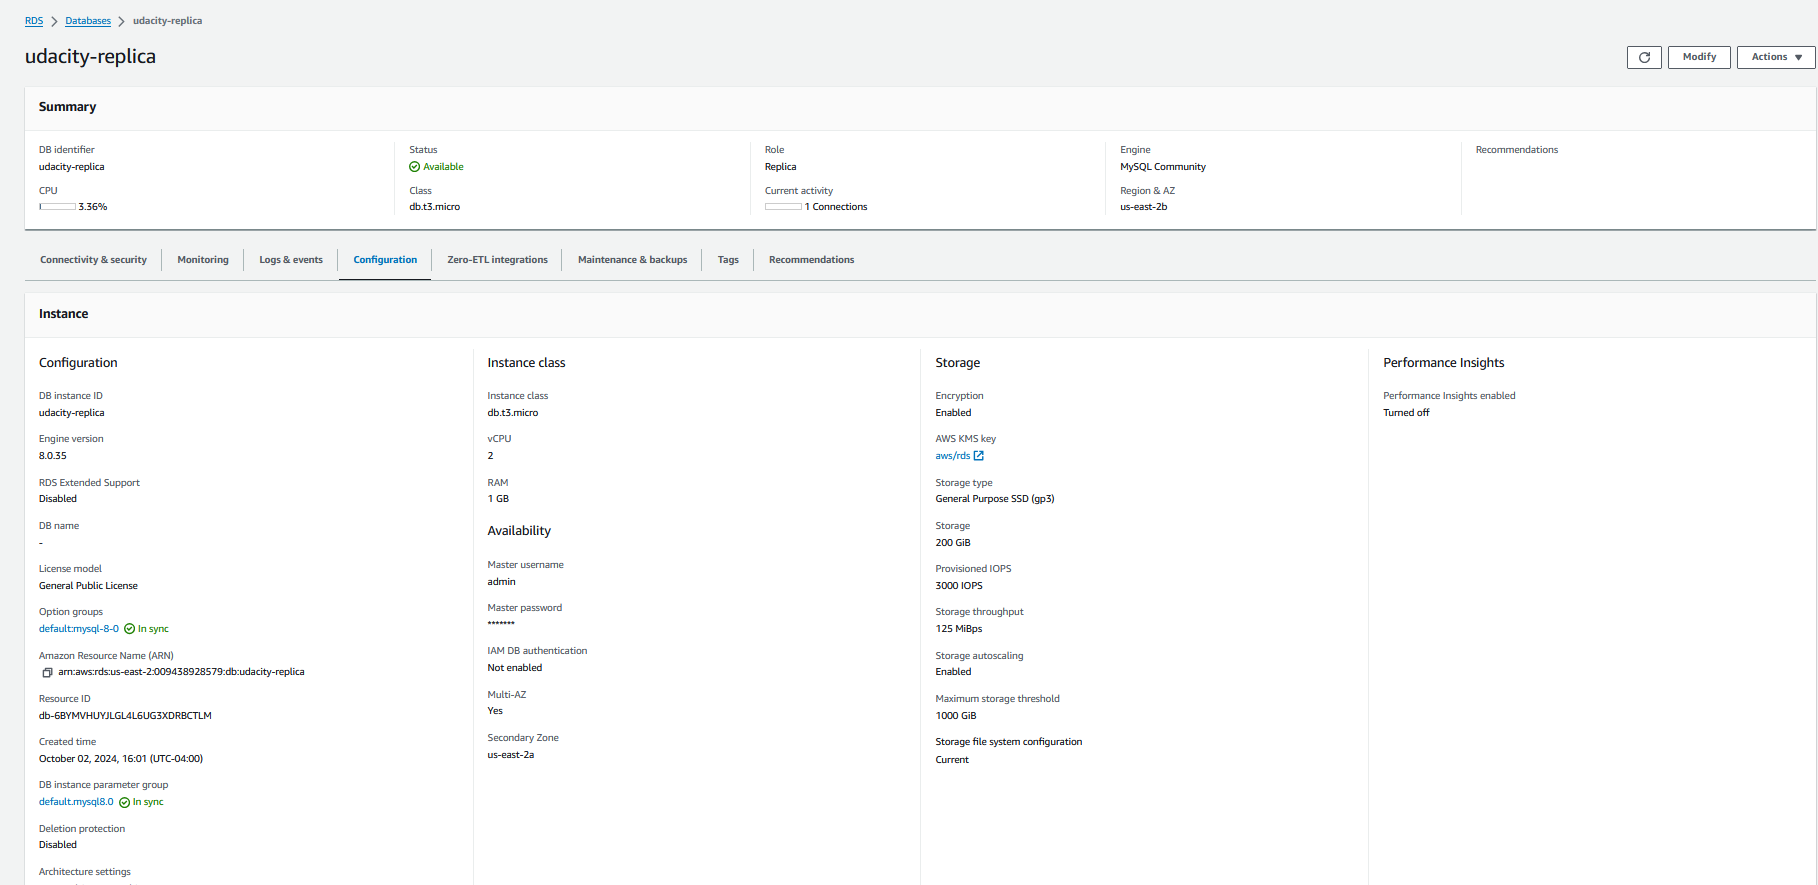 RDS > Databases > udacity-replica
udacity-replica
Modify
Actions
Summary
DB identifier
udacity-replica
CPU
3.36%
Status
Available
Class
db.t3.micro
Role
Replica
Current activity
1 Connections
Engine
MySQL Community
Region & AZ
us-east-2b
Recommendations
Connectivity & security
Monitoring
Logs & events
Configuration
Zero-ETL integrations
Maintenance & backups
Tags
Recommendations
Instance
Configuration
DB instance ID
udacity-replica
Engine version
8.0.35
RDS Extended Support
Disabled
DB name
-
License model
General Public License
Option groups
default:mysql-8-0 In sync
Amazon Resource Name (ARN)
arn:aws:rds:us-east-2:009438928579:db:udacity-replica
Resource ID
db-6BYMVHUYJLGL4L6UG3XDRBCTLM
Created time
October 02, 2024, 16:01 (UTC-04:00)
DB instance parameter group
default.mysql8.0 In sync
Deletion protection
Disabled
Architecture settings
Instance class
Instance class
db.t3.micro
vCPU
2
RAM
1 GB
Availability
Master username
admin
Master password
*******
IAM DB authentication
Not enabled
Multi-AZ
Yes
Secondary Zone
us-east-2a
Storage
Encryption
Enabled
AWS KMS key
aws/rds
Storage type
General Purpose SSD (gp3)
Storage
200 GiB
Provisioned IOPS
3000 IOPS
Storage throughput
125 MiBps
Storage autoscaling
Enabled
Maximum storage threshold
1000 GiB
Storage file system configuration
Current
Performance Insights
Performance Insights enabled
Turned off